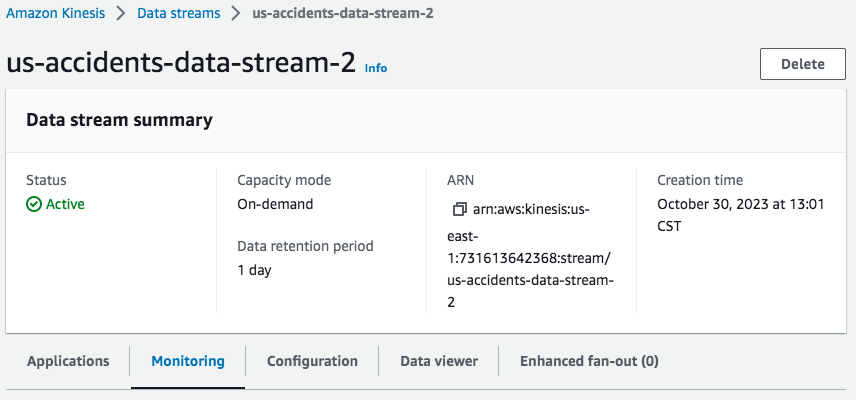 Amazon Kinesis > Data streams > us-accidents-data-stream-2
us-accidents-data-stream-2 Info
Delete
Data stream summary
Status
Active
Capacity mode
On-demand
Data retention period
1 day
ARN
arn:aws:kinesis:us-
east-
1:731613642368:stream/
us-accidents-data-stream-
2
Creation time
October 30, 2023 at 13:01
CST
Applications Monitoring Configuration Data viewer Enhanced fan-out (0)